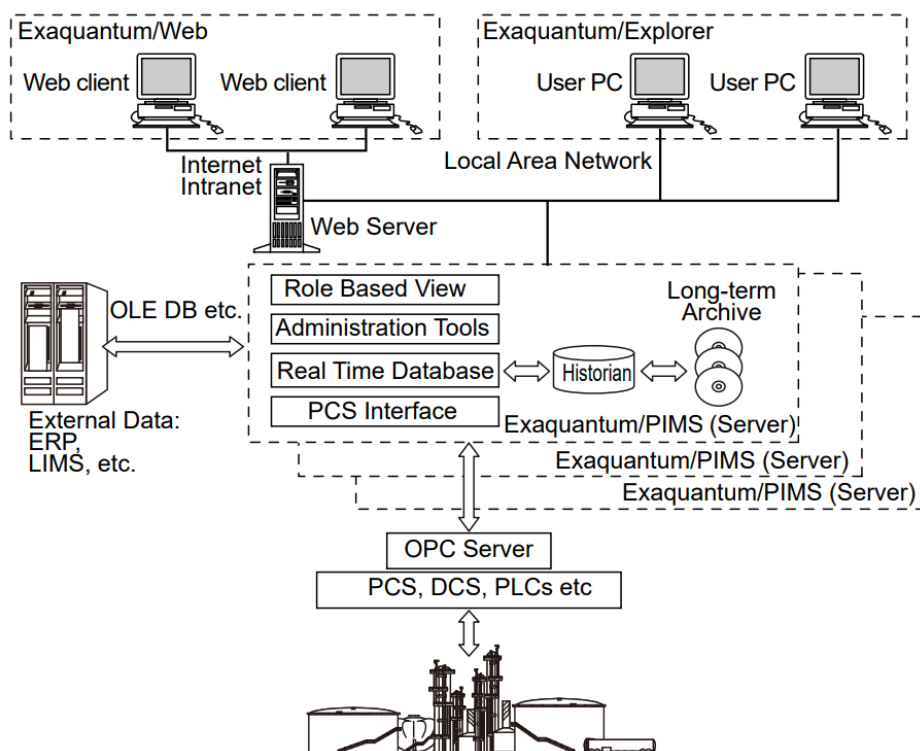 Exaquantum/Web
Web client
Web client
Exaquantum/Explorer
User PC
User PC
Internet
Intranet
Local Area Network
Web Server
OLE DB etc.
External Data:
ERP,
LIMS, etc.
Role Based View
Administration Tools
Real Time Database
PCS Interface
Historian
Long-term
Archive
Exaquantum/PIMS (Server)
Exaquantum/PIMS (Server)
Exaquantum/PIMS (Server)
OPC Server
PCS, DCS, PLCs etc